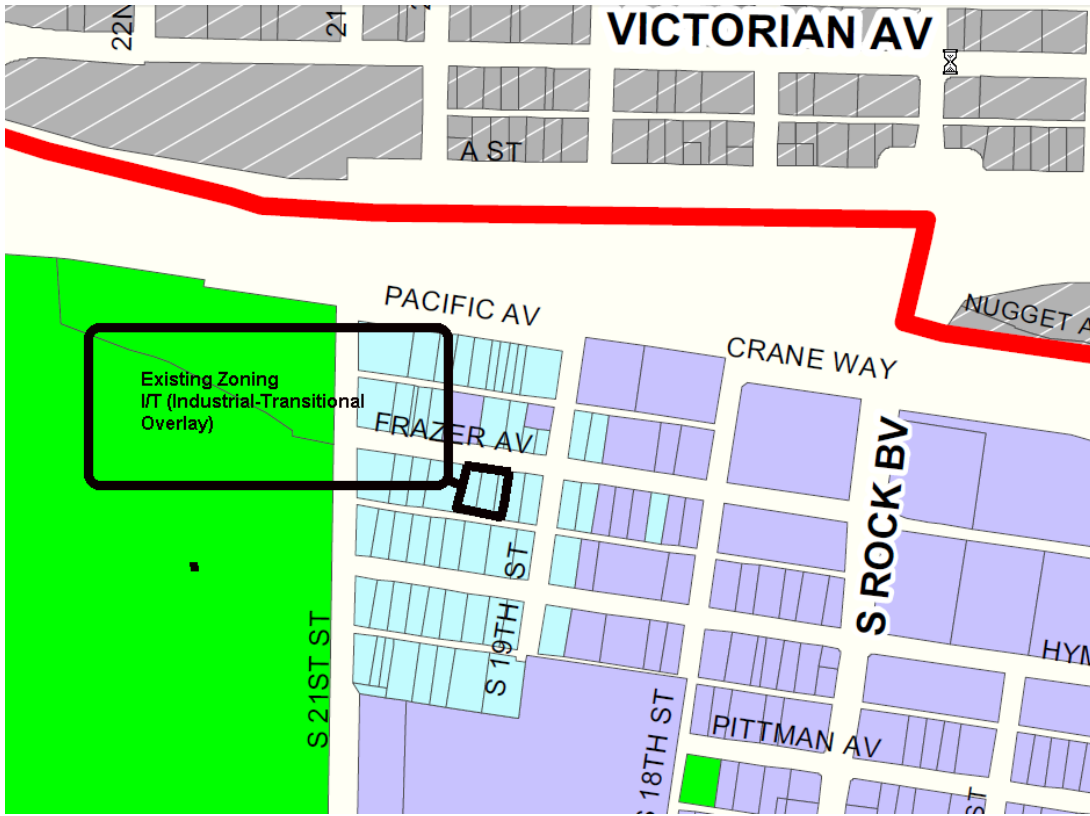 VICTORIAN AV
22N
21
A ST
NUGGET A
PACIFIC AV
CRANE WAY
Existing Zoning
I/T (Industrial-Transitional
Overlay)
FRAZER AV
S ROCK BV
S 19TH ST
S 21ST ST
HYM
S 18TH ST
PITTMAN AV
ST